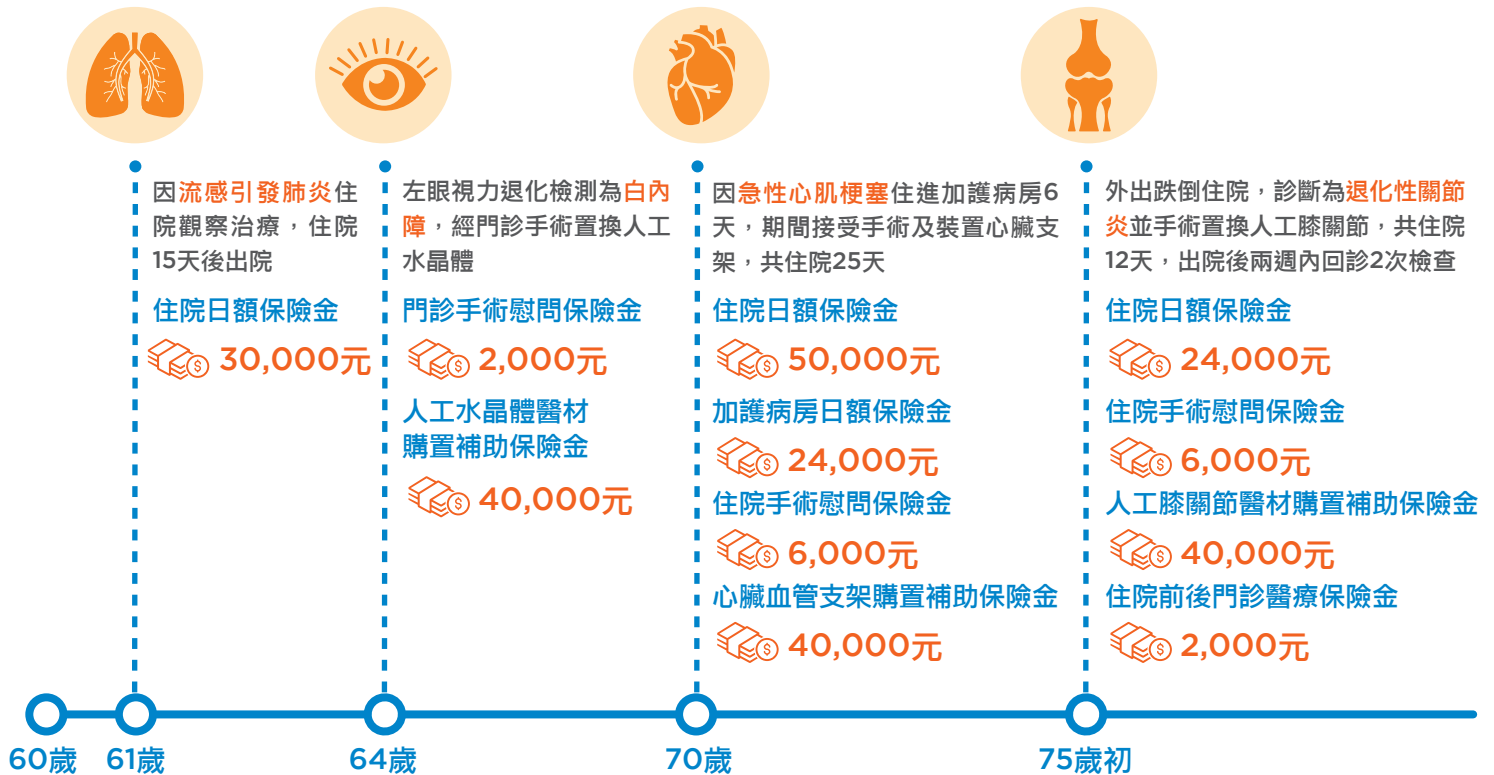 因流感引發肺炎住
院觀察治療，住院
15天後出院
住院日額保險金
30,000元
左眼視力退化檢測為白內
障，經門診手術置換人工
水晶體
門診手術慰問保險金
2,000元
人工水晶體醫材
購置補助保險金
40,000元
因急性心肌梗塞住進加護病房6
天，期間接受手術及裝置心臟支
架，共住院25天
住院日額保險金
50,000元
加護病房日額保險金
24,000元
住院手術慰問保險金
6,000元
心臟血管支架購置補助保險金
40,000元
外出跌倒住院，診斷為退化性關節
炎並手術置換人工膝關節，共住院
12天，出院後兩週內回診2次檢查
住院日額保險金
24,000元
住院手術慰問保險金
6,000元
人工膝關節醫材購置補助保險金
40,000元
住院前後門診醫療保險金
2,000元
60歲 61歲 64歲 70歲 75歲初